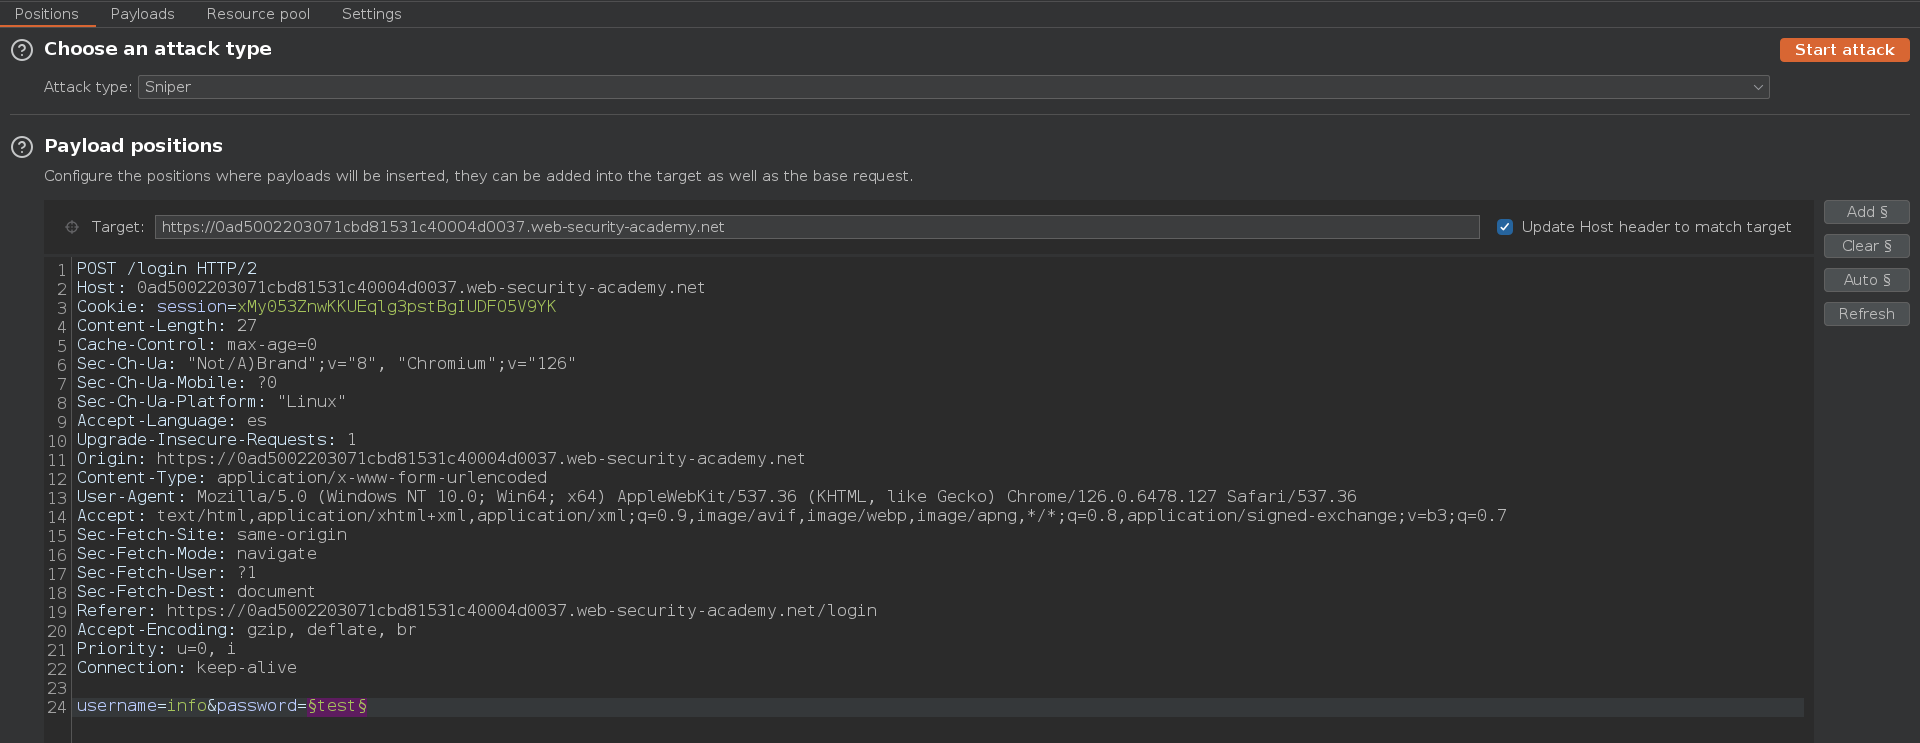 Positions Payloads Resource pool Settings
Choose an attack type
Start attack
Attack type: Sniper
Payload positions
Configure the positions where payloads will be inserted, they can be added into the target as well as the base request.
Target: https://0ad5002203071cbd81531c40004d0037.web-security-academy.net
Update Host header to match target
Add §
Clear §
Auto §
Refresh
1 POST /login HTTP/2
2 Host: 0ad5002203071cbd81531c40004d0037.web-security-academy.net
3 Cookie: session=xMy053ZnwKKUEqlg3pstBgIUDFO5V9YK
4 Content-Length: 27
5 Cache-Control: max-age=0
6 Sec-Ch-Ua: "Not/A)Brand";v="8", "Chromium";v="126"
7 Sec-Ch-Ua-Mobile: ?0
8 Sec-Ch-Ua-Platform: "Linux"
9 Accept-Language: es
10 Upgrade-Insecure-Requests: 1
11 Origin: https://0ad5002203071cbd81531c40004d0037.web-security-academy.net
12 Content-Type: application/x-www-form-urlencoded
13 User-Agent: Mozilla/5.0 (Windows NT 10.0; Win64; x64) AppleWebKit/537.36 (KHTML, like Gecko) Chrome/126.0.6478.127 Safari/537.36
14 Accept: text/html,application/xhtml+xml,application/xml;q=0.9,image/avif,image/webp,image/apng,*/*;q=0.8,application/signed-exchange;v=b3;q=0.7
15 Sec-Fetch-Site: same-origin
16 Sec-Fetch-Mode: navigate
17 Sec-Fetch-User: ?1
18 Sec-Fetch-Dest: document
19 Referer: https://0ad5002203071cbd81531c40004d0037.web-security-academy.net/login
20 Accept-Encoding: gzip, deflate, br
21 Priority: u=0, i
22 Connection: keep-alive
23
24 username=info&password=§test§